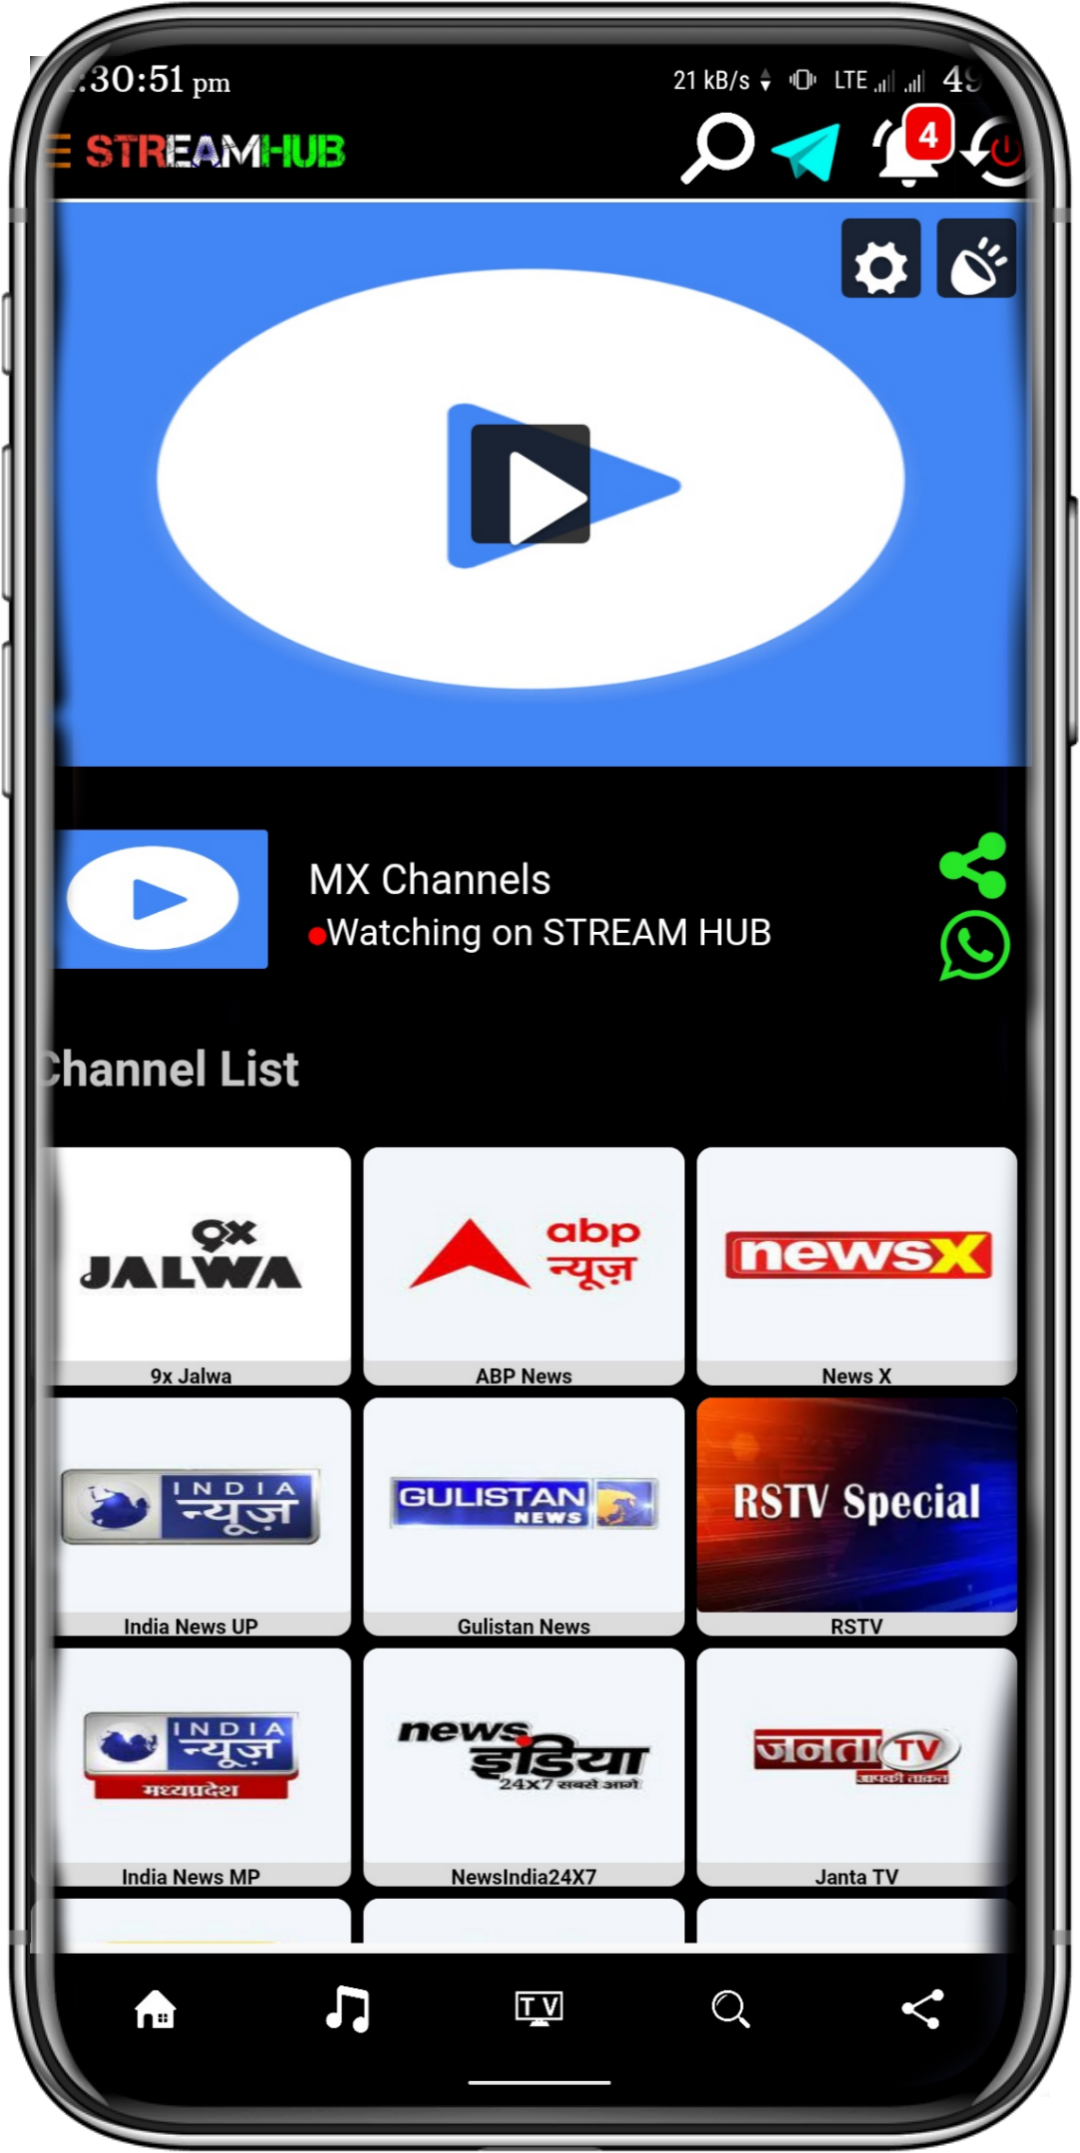 :30:51 pm 21 kB/s LTE
STREAMHUB 4
MX Channels
Watching on STREAM HUB
Channel List
9x JALWA
abp न्यूज़
newsX
9x Jalwa
ABP News
News X
INDIA न्यूज़
GULISTAN NEWS
RSTV Special
India News UP
Gulistan News
RSTV
INDIA न्यूज़ मध्यप्रदेश
news इंडिया 24x7 सबसे आगे
जनता TV आपकी ताक़त
India News MP
NewsIndia24X7
Janta TV
TV